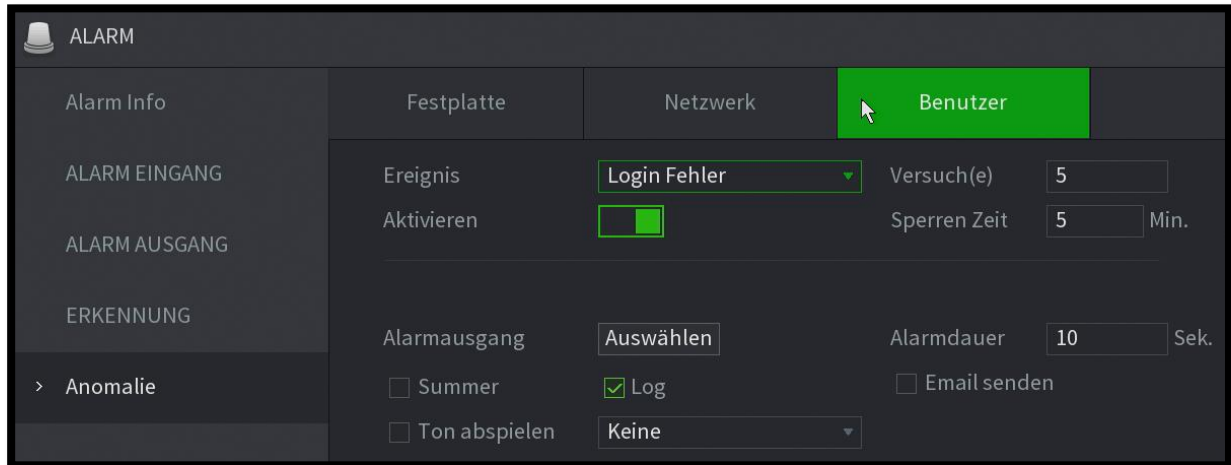 ALARM
Alarm Info
ALARM EINGANG
ALARM AUSGANG
ERKENNUNG
> Anomalie
Festplatte Netzwerk Benutzer
Ereignis Login Fehler Versuch(e) 5
Aktivieren Sperren Zeit 5 Min.
Alarmausgang Auswählen Alarmdauer 10 Sek.
Summer Log Email senden
Ton abspielen Keine